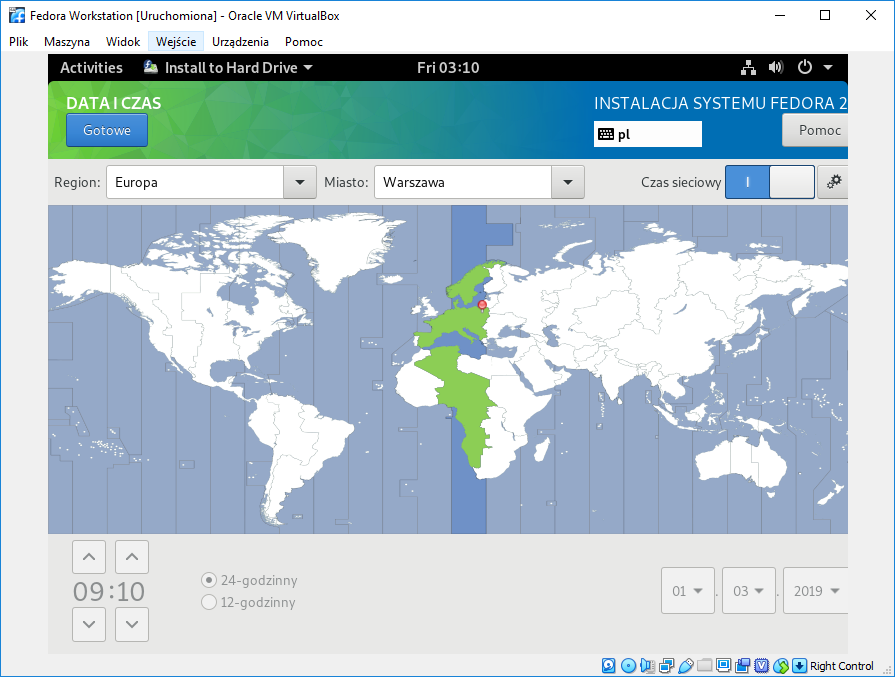 Fedora Workstation [Uruchomiona] - Oracle VM VirtualBox
Plik Maszyna Widok Wejście Urządzenia Pomoc
Activities Install to Hard Drive Fri 03:10
DATA I CZAS INSTALACJA SYSTEMU FEDORA 2
Gotowe pl Pomoc
Region: Europa Miasto: Warszawa Czas sieciowy I
09:10
24-godzinny
12-godzinny
01 . 03 . 2019
Right Control